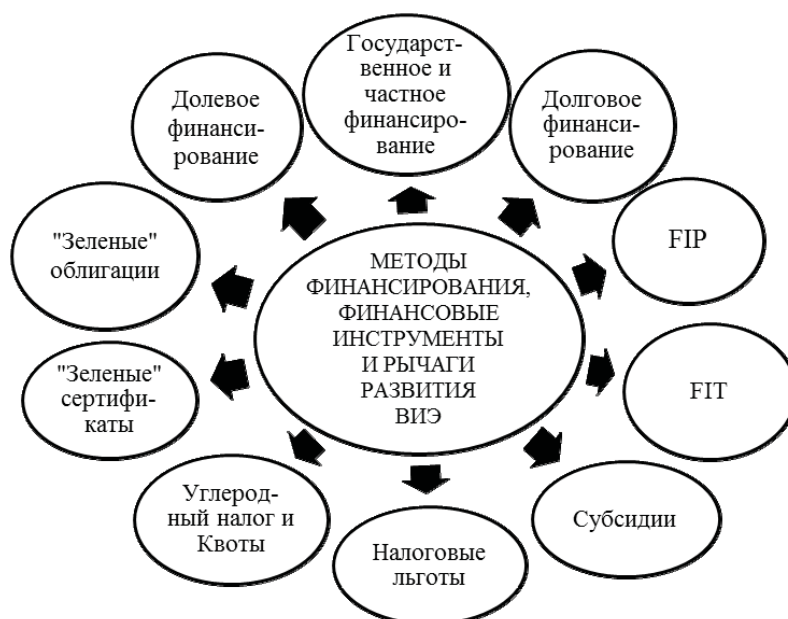 Государст-
венное и
частное
финансиро-
вание
Долговое
финанси-
рование
FIP
FIT
Субсидии
Налоговые
льготы
Углерод-
ный налог и
Квоты
"Зеленые"
сертифи-
каты
"Зеленые"
облигации
Долевое
финанси-
рование
МЕТОДЫ
ФИНАНСИРОВАНИЯ,
ФИНАНСОВЫЕ
ИНСТРУМЕНТЫ
И РЫЧАГИ
РАЗВИТИЯ
ВИЭ